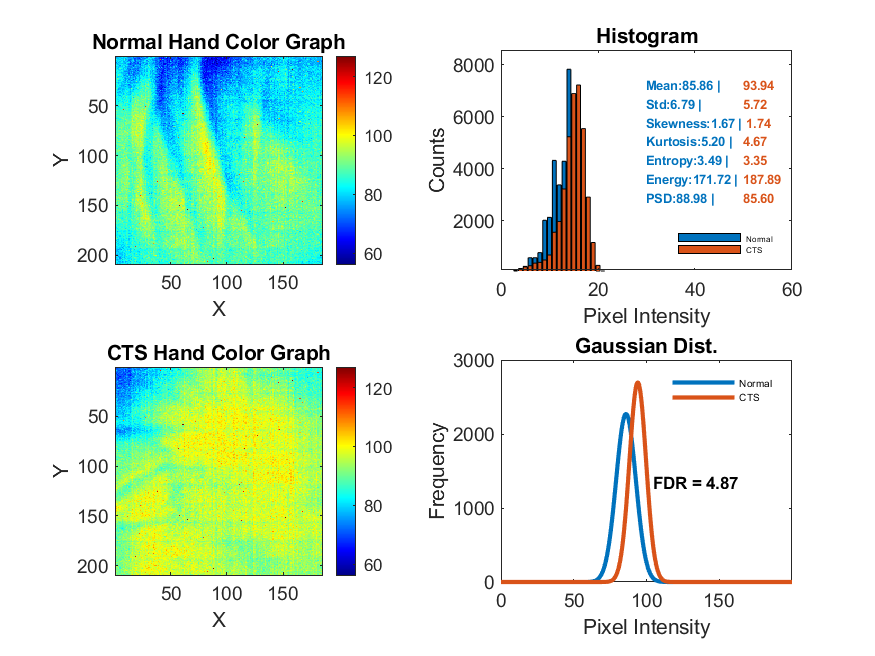 Normal Hand Color Graph
50
100
150
200
Y
50 100 150
X
120
100
80
60
Histogram
8000
6000
4000
2000
Counts
0 20 40 60
Pixel Intensity
Mean:85.86 | 93.94
Std:6.79 | 5.72
Skewness:1.67 | 1.74
Kurtosis:5.20 | 4.67
Entropy:3.49 | 3.35
Energy:171.72 | 187.89
PSD:88.98 | 85.60
Normal
CTS
CTS Hand Color Graph
50
100
150
200
Y
50 100 150
X
120
100
80
60
Gaussian Dist.
3000
2000
1000
0
Frequency
0 50 100 150
Pixel Intensity
Normal
CTS
FDR = 4.87